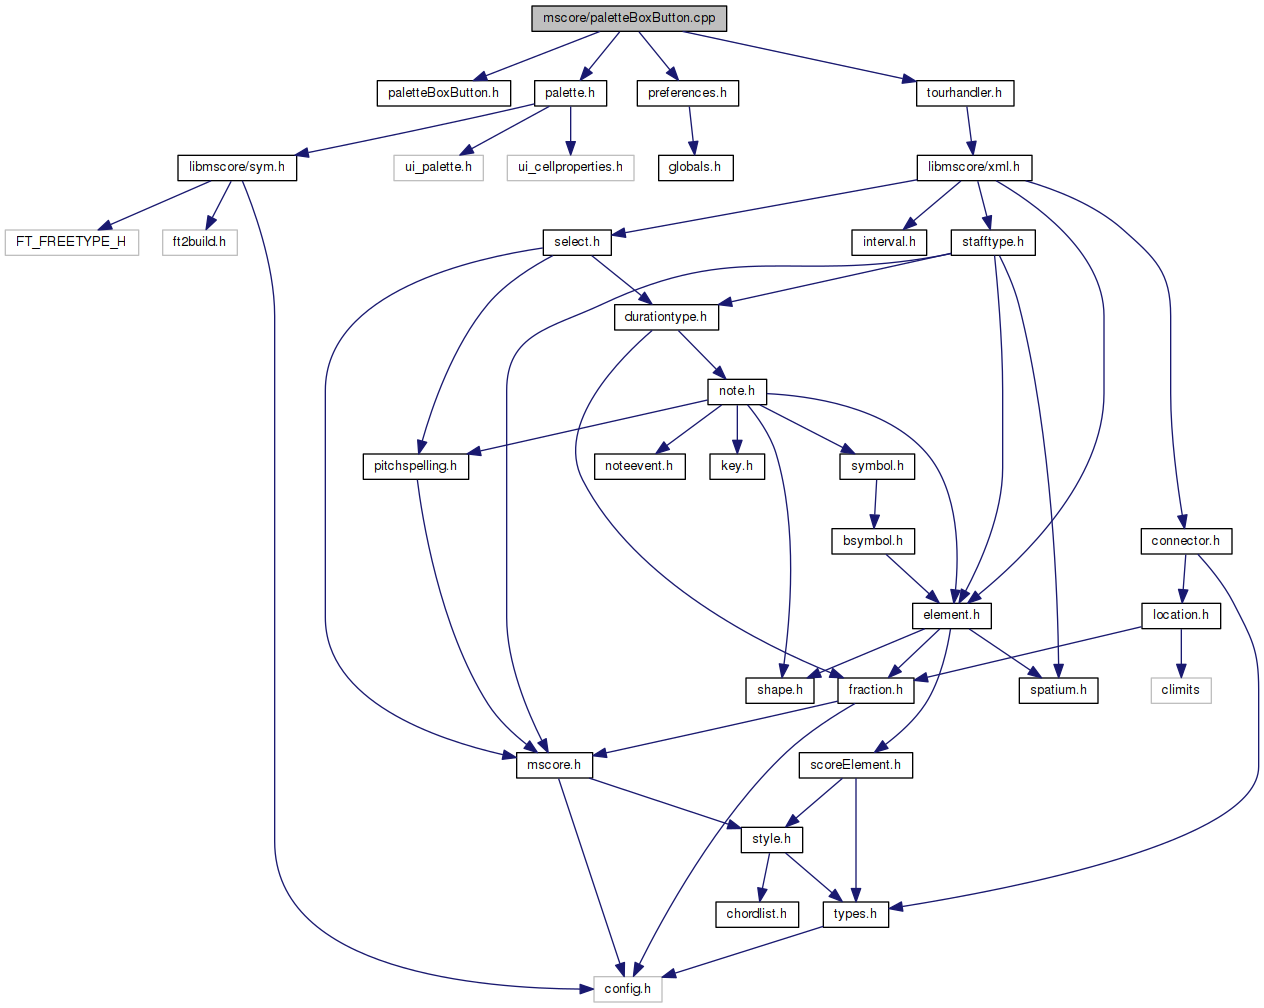 mscore/paletteBoxButton.cpp
paletteBoxButton.h
palette.h
preferences.h
tourhandler.h
libmscore/sym.h
ui_palette.h
ui_cellproperties.h
globals.h
libmscore/xml.h
FT_FREETYPE_H
ft2build.h
select.h
interval.h
stafftype.h
durationtype.h
note.h
pitchspelling.h
noteevent.h
key.h
symbol.h
bsymbol.h
connector.h
element.h
location.h
shape.h
fraction.h
spatium.h
climits
mscore.h
scoreElement.h
style.h
chordlist.h
types.h
config.h